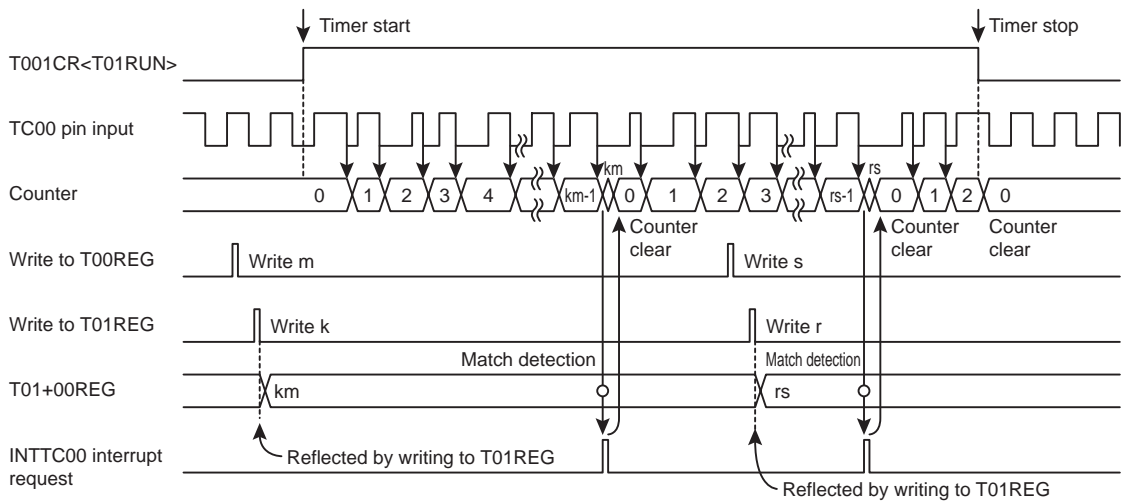 Timer start
Timer stop
T001CR<T01RUN>
TC00 pin input
km
rs
Counter
0 1 2 3 4 km-1 0 1 2 3 rs-1 0 1 2 0
Counter clear
Counter clear
Counter clear
Write to T00REG
Write m
Write s
Write to T01REG
Write k
Write r
Match detection
Match detection
T01+00REG
km
rs
INTTC00 interrupt
request
Reflected by writing to T01REG
Reflected by writing to T01REG